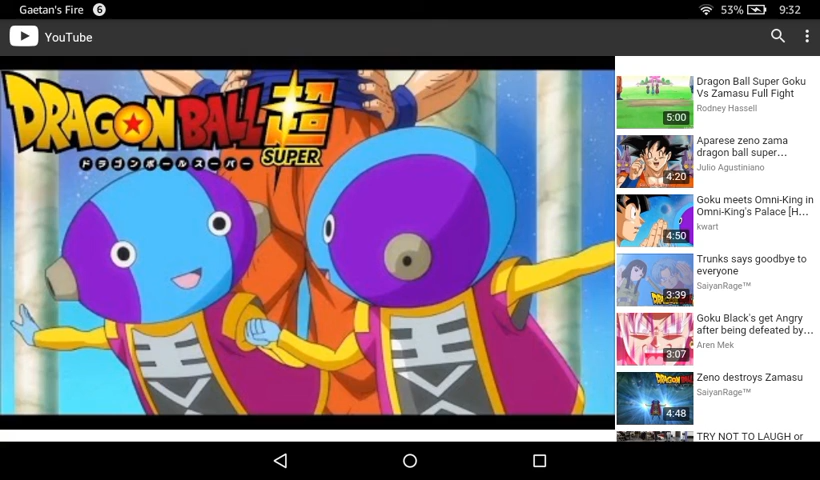 Gaetan's Fire 6 53% 9:32
YouTube
DRAGON BALL 超
ドラゴンボールスーパー SUPER
Dragon Ball Super Goku
Vs Zamasu Full Fight
Rodney Hassell
5:00
Aparese zeno zama
dragon ball super…
Julio Agustiniano
4:20
Goku meets Omni-King in
Omni-King's Palace [H…
kwart
4:50
Trunks says goodbye to
everyone
SaiyanRage™
3:39
Goku Black's get Angry
after being defeated by…
Aren Mek
3:07
Zeno destroys Zamasu
SaiyanRage™
4:48
TRY NOT TO LAUGH or